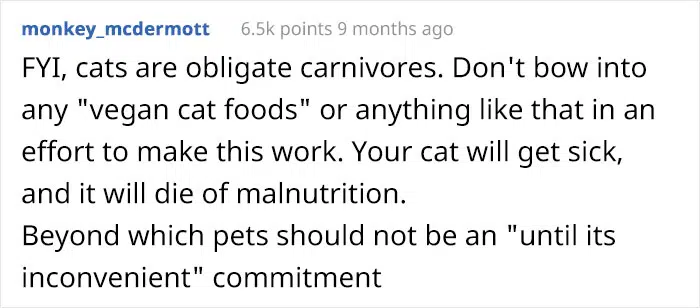 monkey_mcdermott 6.5k points 9 months ago
FYI, cats are obligate carnivores. Don't bow into
any "vegan cat foods" or anything like that in an
effort to make this work. Your cat will get sick,
and it will die of malnutrition.
Beyond which pets should not be an "until its
inconvenient" commitment